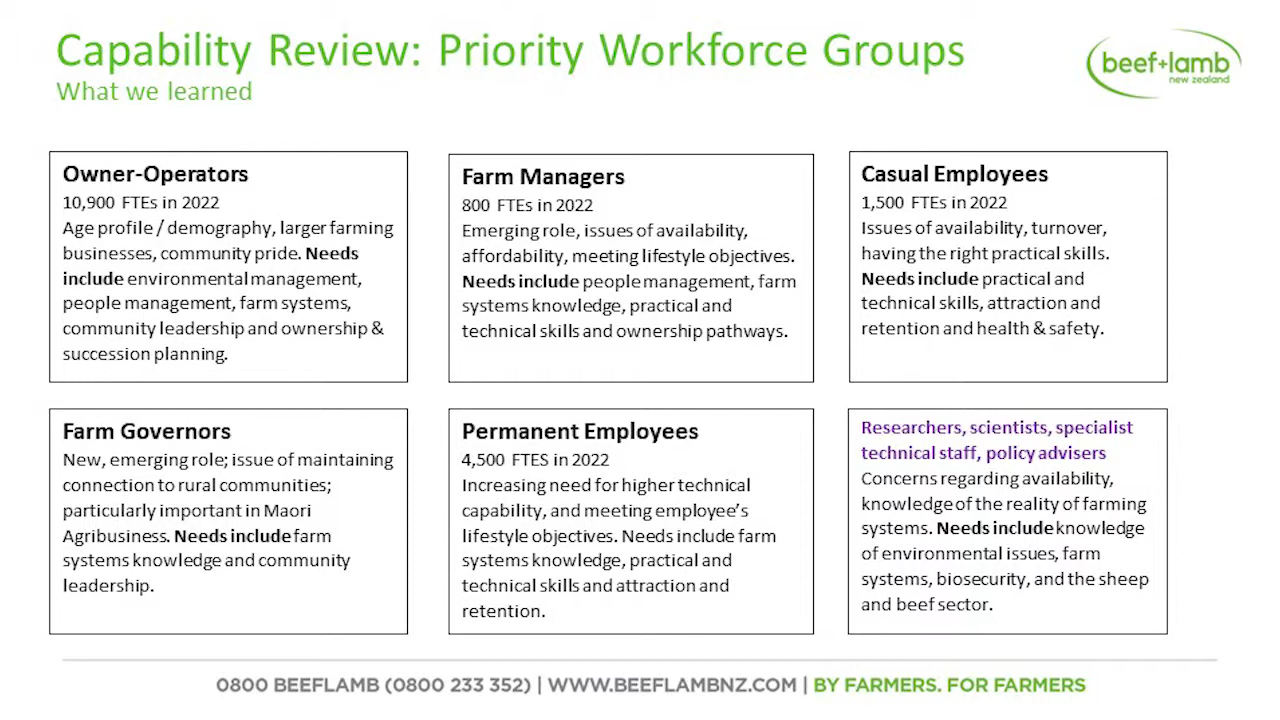 Capability Review: Priority Workforce Groups
What we learned
beef+lamb
new zealand
Owner-Operators
10,900 FTEs in 2022
Age profile / demography, larger farming
businesses, community pride. Needs
include environmental management,
people management, farm systems,
community leadership and ownership &
succession planning.
Farm Managers
800 FTEs in 2022
Emerging role, issues of availability,
affordability, meeting lifestyle objectives.
Needs include people management, farm
systems knowledge, practical and
technical skills and ownership pathways.
Casual Employees
1,500 FTEs in 2022
Issues of availability, turnover,
having the right practical skills.
Needs include practical and
technical skills, attraction and
retention and health & safety.
Farm Governors
New, emerging role; issue of maintaining
connection to rural communities;
particularly important in Maori
Agribusiness. Needs include farm
systems knowledge and community
leadership.
Permanent Employees
4,500 FTES in 2022
Increasing need for higher technical
capability, and meeting employee's
lifestyle objectives. Needs include farm
systems knowledge, practical and
technical skills and attraction and
retention.
Researchers, scientists, specialist
technical staff, policy advisers
Concerns regarding availability,
knowledge of the reality of farming
systems. Needs include knowledge
of environmental issues, farm
systems, biosecurity, and the sheep
and beef sector.
0800 BEEFLAMB (0800 233 352) | WWW.BEEFLAMBNZ.COM | BY FARMERS. FOR FARMERS